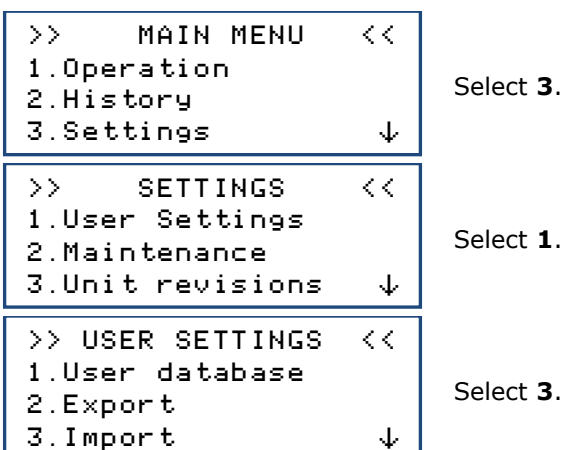 >> MAIN MENU <<
1.Operation
2.History
3.Settings ↓
Select 3.
>> SETTINGS <<
1.User Settings
2.Maintenance
3.Unit revisions ↓
Select 1.
>> USER SETTINGS <<
1.User database
2.Export
3.Import ↓
Select 3.